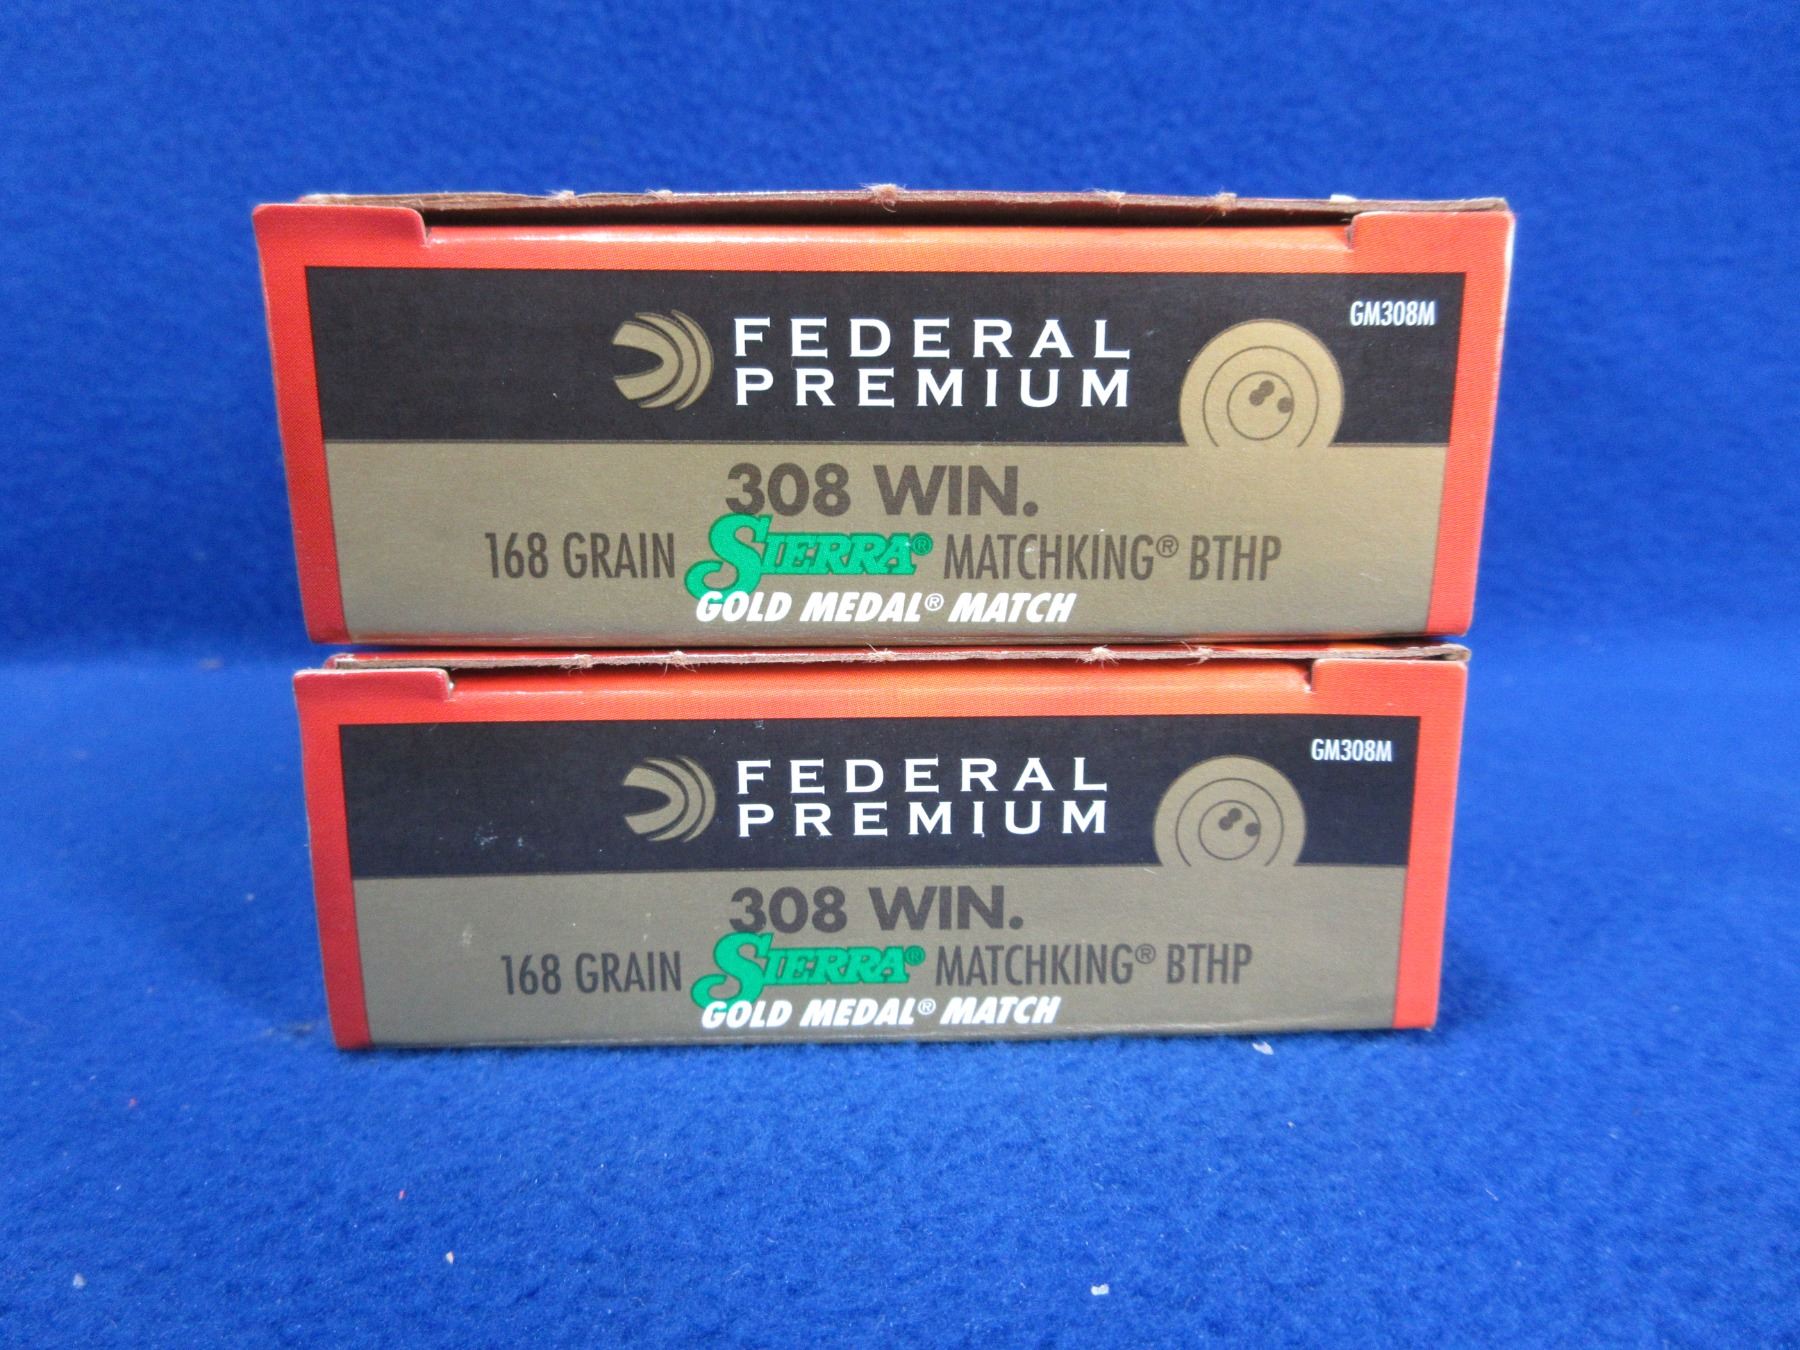 GM308M
FEDERAL
PREMIUM
308 WIN.
168 GRAIN SIERRA® MATCHKING® BTHP
GOLD MEDAL® MATCH
GM308M
FEDERAL
PREMIUM
308 WIN.
168 GRAIN SIERRA® MATCHKING® BTHP
GOLD MEDAL® MATCH